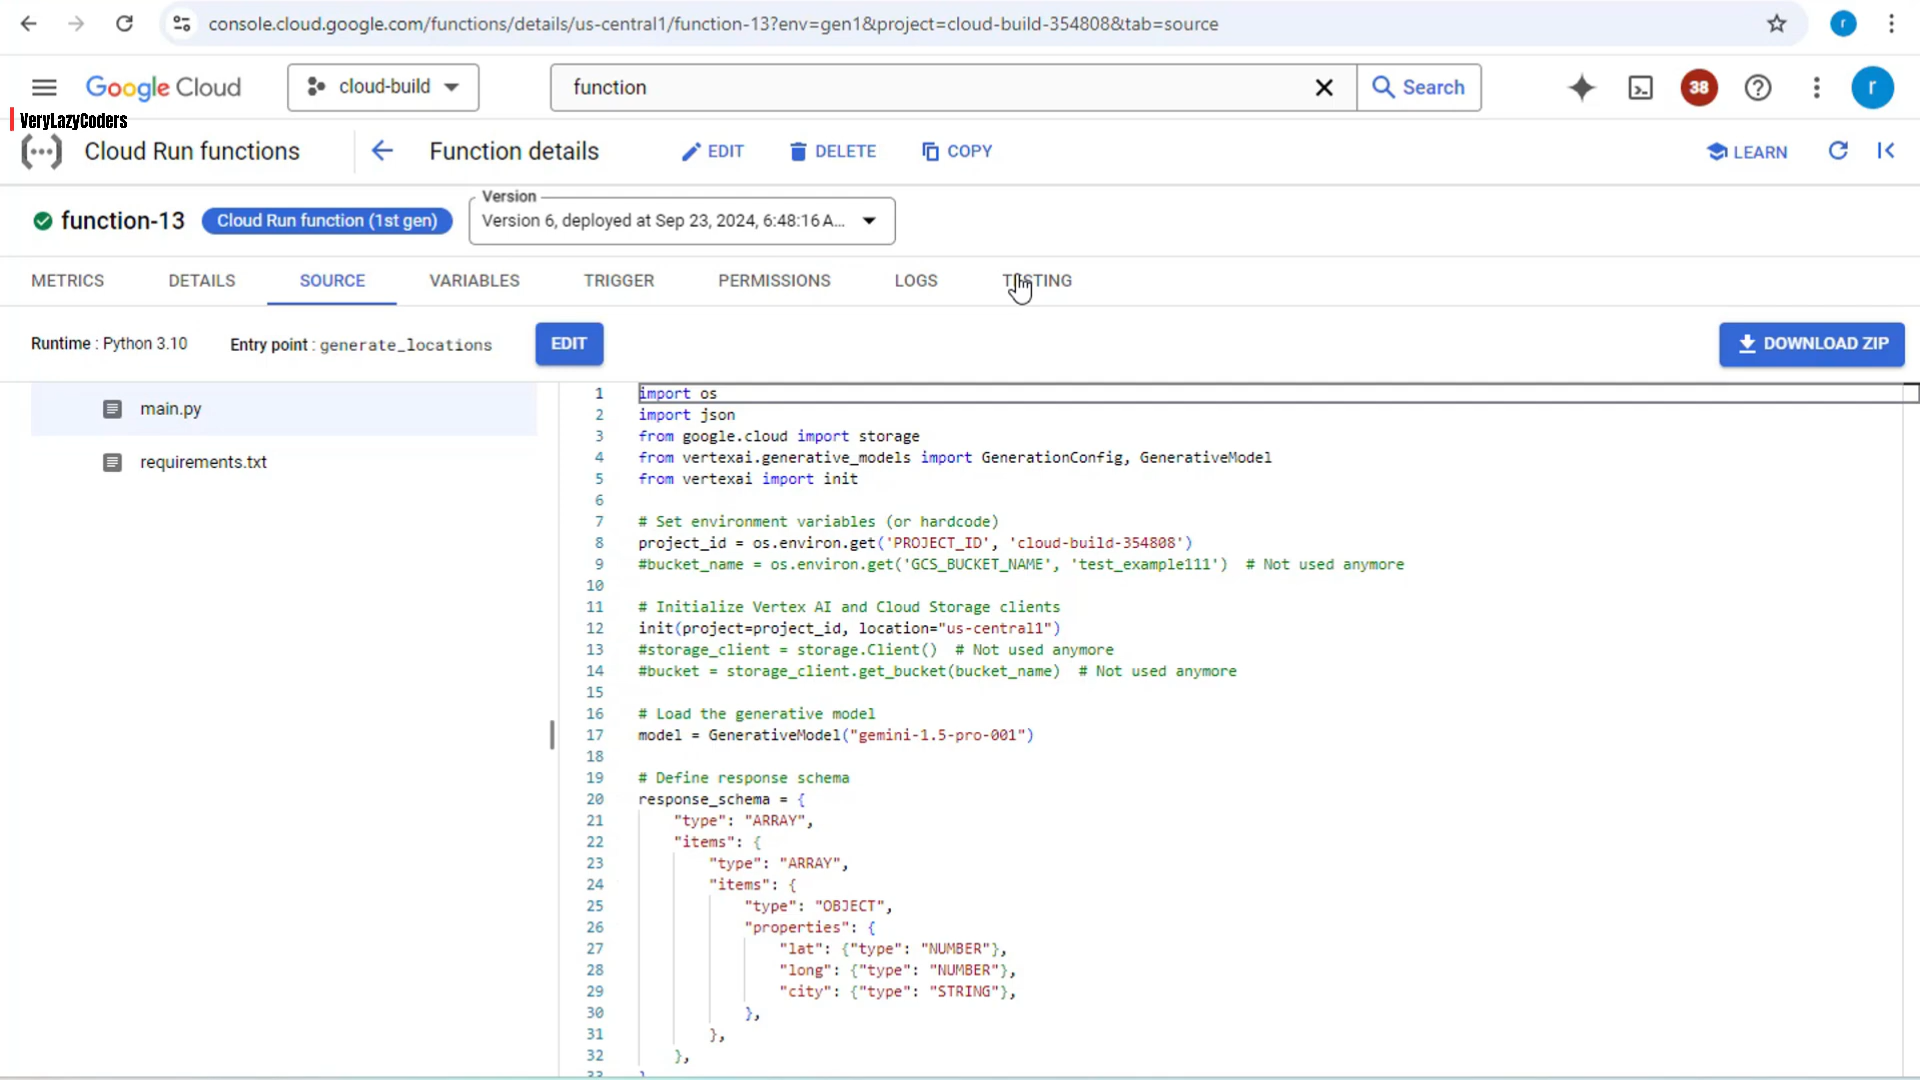 console.cloud.google.com/functions/details/us-central1/function-13?env=gen1&project=cloud-build-354808&tab=source
r
Google Cloud
cloud-build
function
Search
38
r
VeryLazyCoders
Cloud Run functions
Function details
EDIT
DELETE
COPY
LEARN
function-13
Cloud Run function (1st gen)
Version
Version 6, deployed at Sep 23, 2024, 6:48:16 A...
METRICS
DETAILS
SOURCE
VARIABLES
TRIGGER
PERMISSIONS
LOGS
TESTING
Runtime : Python 3.10
Entry point : generate_locations
EDIT
DOWNLOAD ZIP
main.py
requirements.txt
1 import os
2 import json
3 from google.cloud import storage
4 from vertexai.generative_models import GenerationConfig, GenerativeModel
5 from vertexai import init
6
7 # Set environment variables (or hardcode)
8 project_id = os.environ.get('PROJECT_ID', 'cloud-build-354808')
9 #bucket_name = os.environ.get('GCS_BUCKET_NAME', 'test_example111')  # Not used anymore
10
11 # Initialize Vertex AI and Cloud Storage clients
12 init(project=project_id, location="us-central1")
13 #storage_client = storage.Client()  # Not used anymore
14 #bucket = storage_client.get_bucket(bucket_name)  # Not used anymore
15
16 # Load the generative model
17 model = GenerativeModel("gemini-1.5-pro-001")
18
19 # Define response schema
20 response_schema = {
21     "type": "ARRAY",
22     "items": {
23         "type": "ARRAY",
24         "items": {
25             "type": "OBJECT",
26             "properties": {
27                 "lat": {"type": "NUMBER"},
28                 "long": {"type": "NUMBER"},
29                 "city": {"type": "STRING"},
30             },
31         },
32     },
33 }